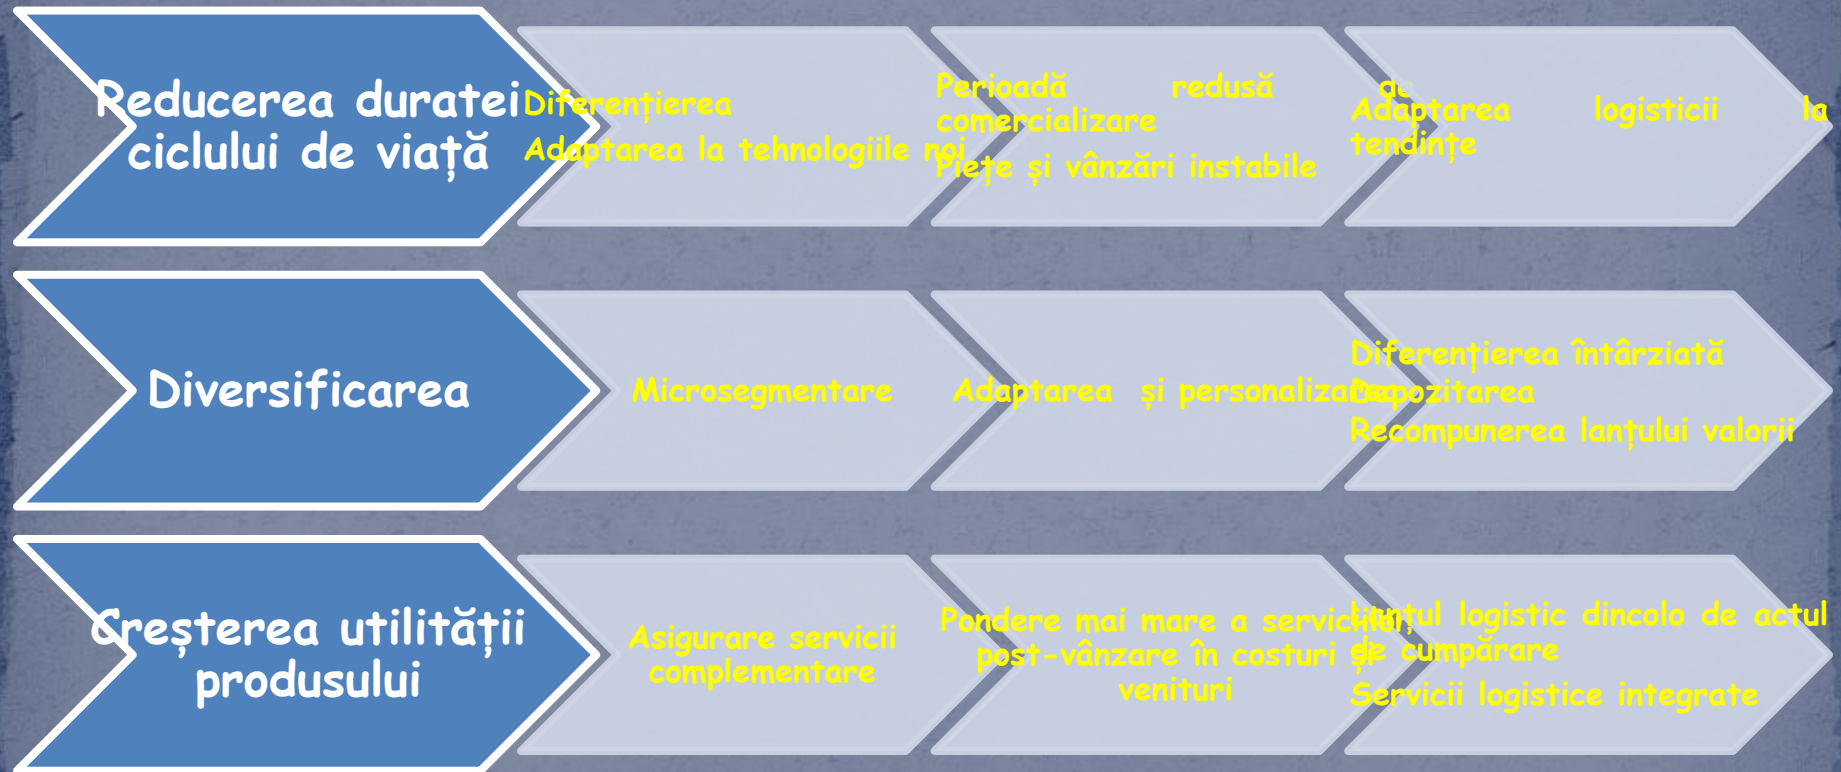 Reducerea duratei
ciclului de viață
Diferențierea
Adaptarea la tehnologiile noi
Perioadă redusă de
comercializare
Piețe și vânzări instabile
Adaptarea logisticii la
tendințe
Diversificarea
Microsegmentare
Adaptarea și personalizarea
Diferențierea întârziată
Depozitarea
Recompunerea lanțului valorii
Creșterea utilității
produsului
Asigurare servicii
complementare
Pondere mai mare a serviciilor
post-vânzare în costuri și
venituri
Lanțul logistic dincolo de actul
de cumpărare
Servicii logistice integrate